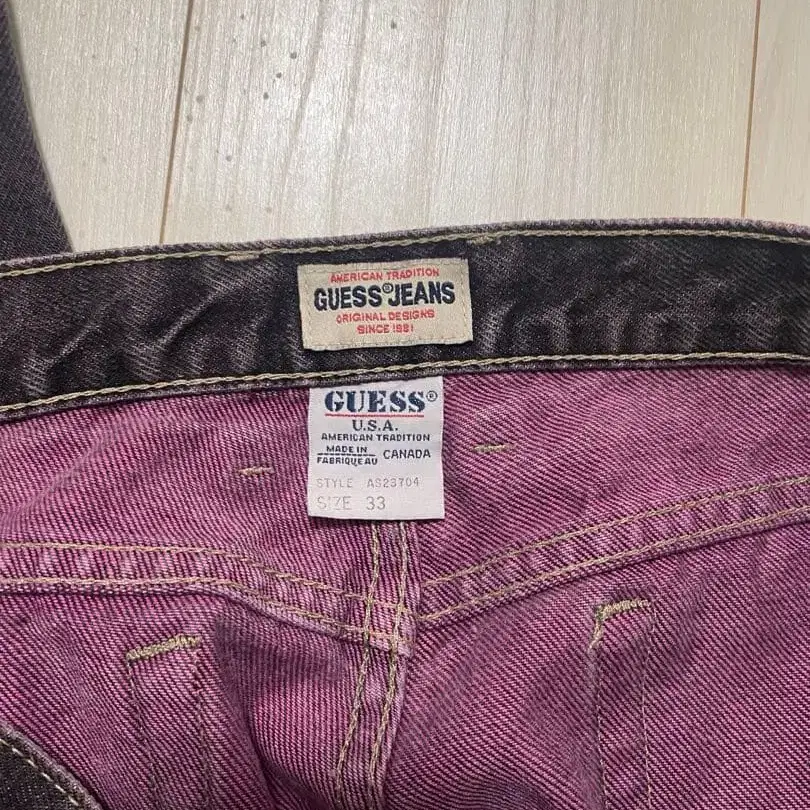 AMERICAN TRADITION
GUESS® JEANS
ORIGINAL DESIGNS
SINCE 1981
GUESS®
U.S.A.
AMERICAN TRADITION
MADE IN
FABRIQUE AU CANADA
STYLE AS23704
SIZE 33